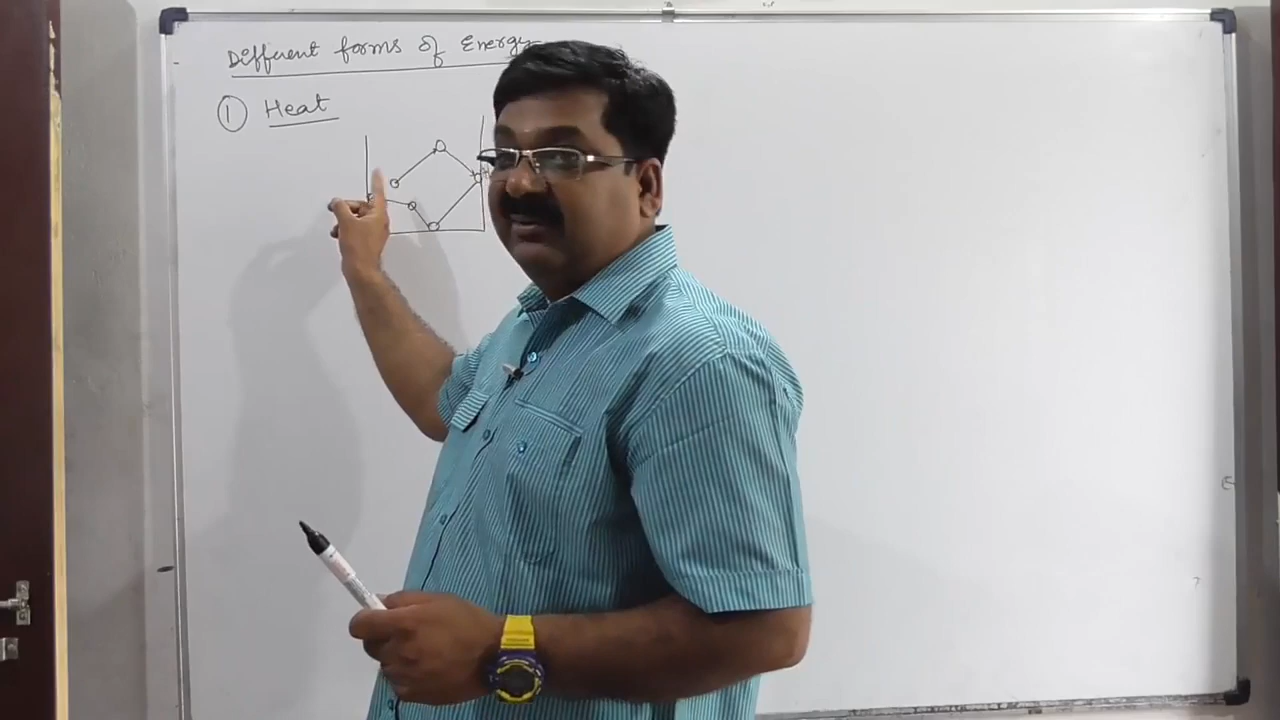 Different forms of Energy
① Heat